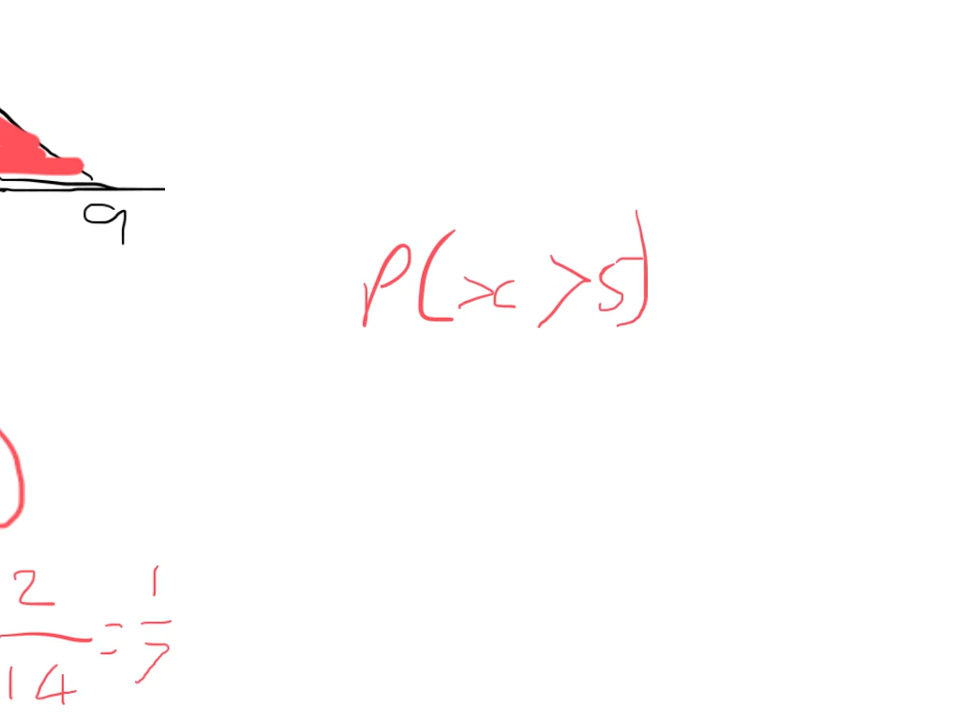 9
P(x>5)
)
2/14 = 1/7